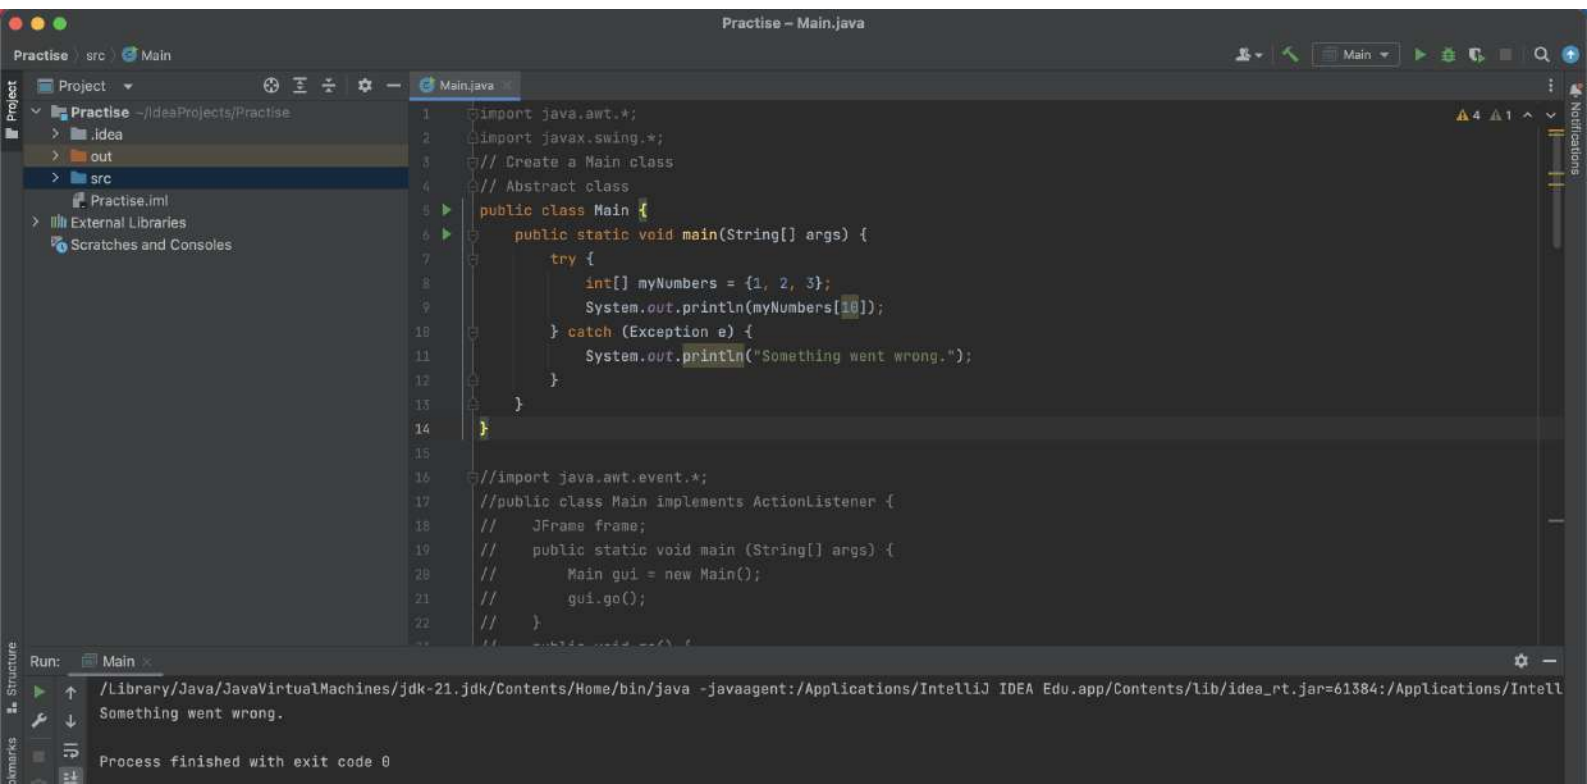 Practise – Main.java
Practise src Main
Main
Project
Main.java
Project
Practise ~/IdeaProjects/Practise
.idea
out
src
Practise.iml
External Libraries
Scratches and Consoles
4 1
Notifications
1 import java.awt.*;
2 import javax.swing.*;
3 // Create a Main class
4 // Abstract class
5 public class Main {
6 public static void main(String[] args) {
7 try {
8 int[] myNumbers = {1, 2, 3};
9 System.out.println(myNumbers[10]);
10 } catch (Exception e) {
11 System.out.println("Something went wrong.");
12 }
13 }
14 }
15
16 //import java.awt.event.*;
17 //public class Main implements ActionListener {
18 // JFrame frame;
19 // public static void main (String[] args) {
20 // Main gui = new Main();
21 // gui.go();
22 // }
Structure
Run: Main
/Library/Java/JavaVirtualMachines/jdk-21.jdk/Contents/Home/bin/java -javaagent:/Applications/IntelliJ IDEA Edu.app/Contents/lib/idea_rt.jar=61384:/Applications/Intell
Something went wrong.
Process finished with exit code 0